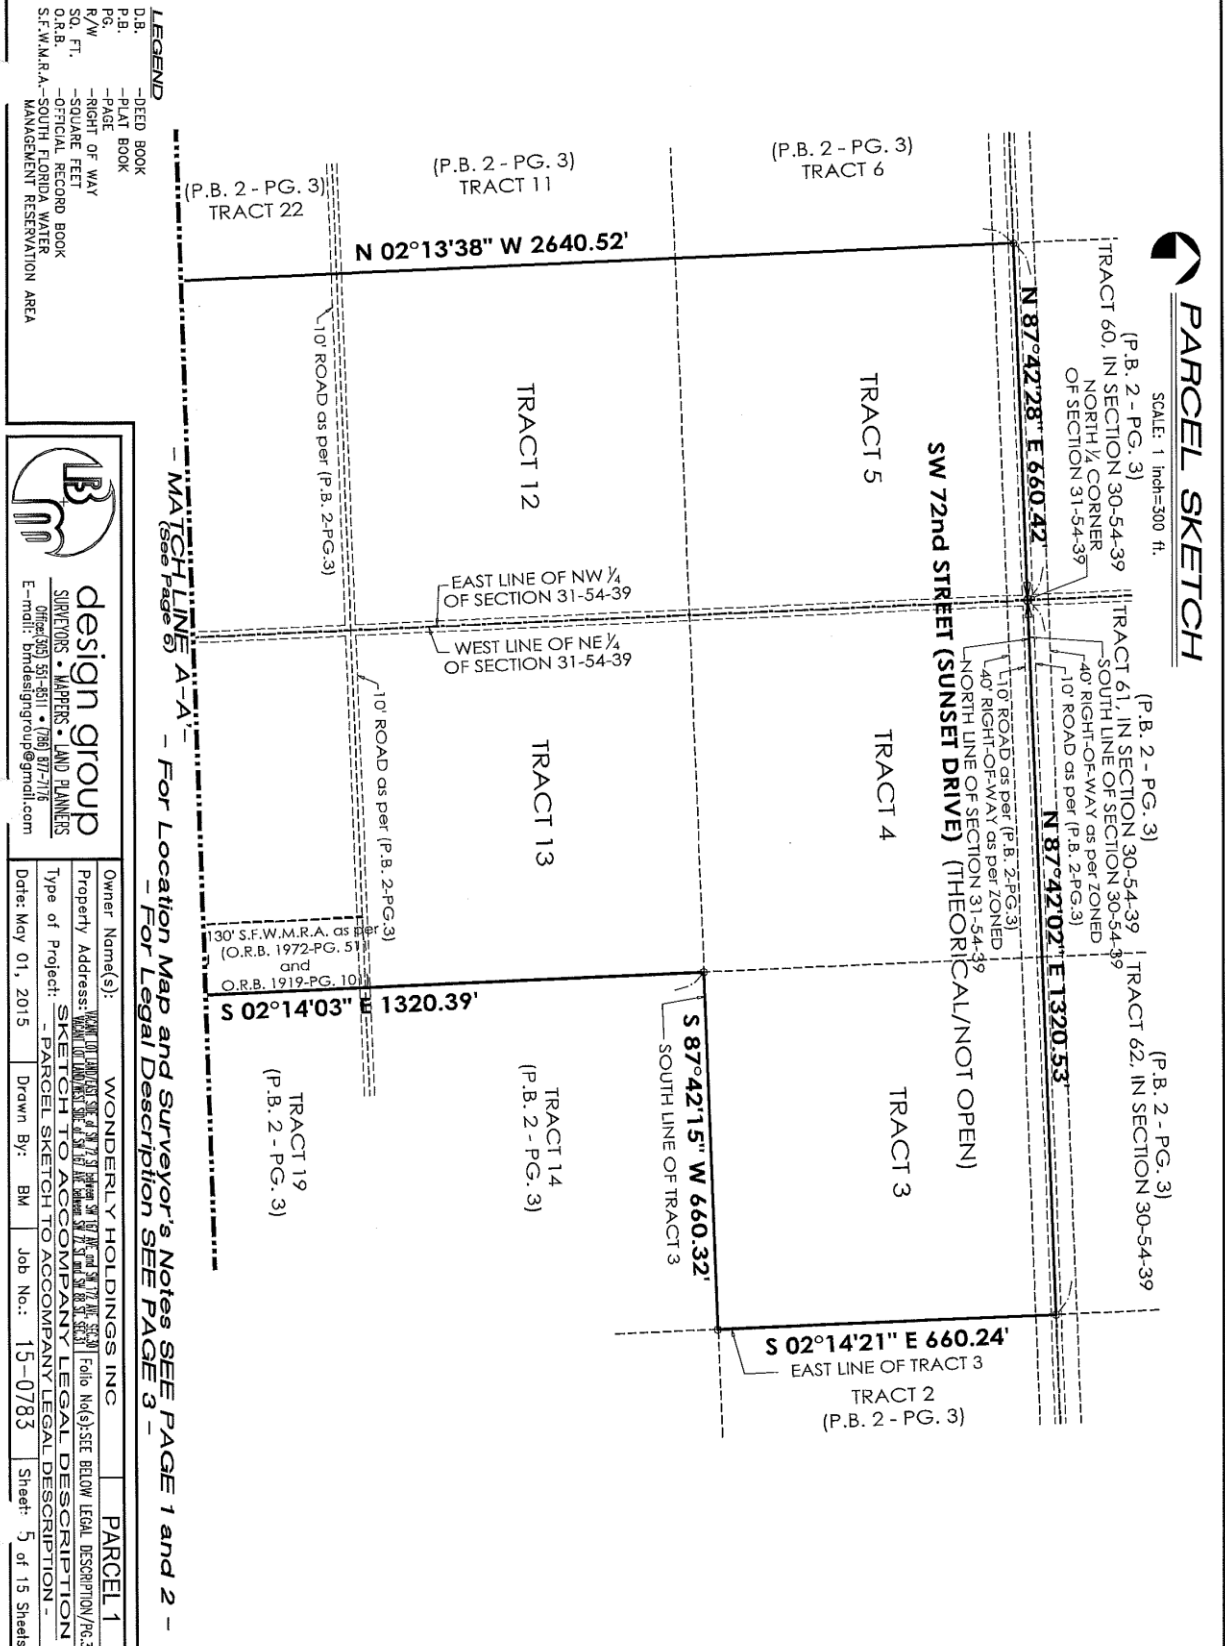 PARCEL SKETCH
SCALE: 1 inch=300 ft.
(P.B. 2 - PG. 3)
TRACT 60, IN SECTION 30-54-39
NORTH ¼ CORNER
OF SECTION 31-54-39
(P.B. 2 - PG. 3)
TRACT 61, IN SECTION 30-54-39
SOUTH LINE OF SECTION 30-54-39
40' RIGHT-OF-WAY as per ZONED
10' ROAD as per (P.B. 2-PG.3)
(P.B. 2 - PG. 3)
TRACT 62, IN SECTION 30-54-39
N 87°42'28" E 660.42'
N 87°42'02" E 1320.53'
10' ROAD as per (P.B. 2-PG.3)
40' RIGHT-OF-WAY as per ZONED
NORTH LINE OF SECTION 31-54-39
SW 72nd STREET (SUNSET DRIVE) (THEORICAL/NOT OPEN)
(P.B. 2 - PG. 3)
TRACT 6
TRACT 5
TRACT 4
TRACT 3
S 02°14'21" E 660.24'
EAST LINE OF TRACT 3
TRACT 2
(P.B. 2 - PG. 3)
S 87°42'15" W 660.32'
SOUTH LINE OF TRACT 3
N 02°13'38" W 2640.52'
(P.B. 2 - PG. 3)
TRACT 11
TRACT 12
EAST LINE OF NW ¼
OF SECTION 31-54-39
WEST LINE OF NE ¼
OF SECTION 31-54-39
TRACT 13
TRACT 14
(P.B. 2 - PG. 3)
(P.B. 2 - PG. 3)
TRACT 22
10' ROAD as per (P.B. 2-PG.3)
10' ROAD as per (P.B. 2-PG.3)
130' S.F.W.M.R.A. as per
(O.R.B. 1972-PG. 51)
and
O.R.B. 1919-PG. 101
S 02°14'03" E 1320.39'
TRACT 19
(P.B. 2 - PG. 3)
- MATCH LINE A-A' -
(See Page 6)
- For Location Map and Surveyor's Notes SEE PAGE 1 and 2 -
- For Legal Description SEE PAGE 3 -
LEGEND
D.B. -DEED BOOK
P.B. -PLAT BOOK
PG. -PAGE
R/W -RIGHT OF WAY
SQ. FT. -SQUARE FEET
O.R.B. -OFFICIAL RECORD BOOK
S.F.W.M.R.A.-SOUTH FLORIDA WATER
MANAGEMENT RESERVATION AREA
BM
design group
SURVEYORS • MAPPERS • LAND PLANNERS
Office(305) 551-8511 • (786) 877-7176
E-mail: bmdesigngroup@gmail.com
Owner Name(s): WONDERLY HOLDINGS INC
PARCEL 1
Property Address:
Folio No(s):SEE BELOW LEGAL DESCRIPTION/PG.3
Type of Project: SKETCH TO ACCOMPANY LEGAL DESCRIPTION
- PARCEL SKETCH TO ACCOMPANY LEGAL DESCRIPTION -
Date: May 01, 2015
Drawn By: BM
Job No.: 15-0783
Sheet: 5 of 15 Sheets